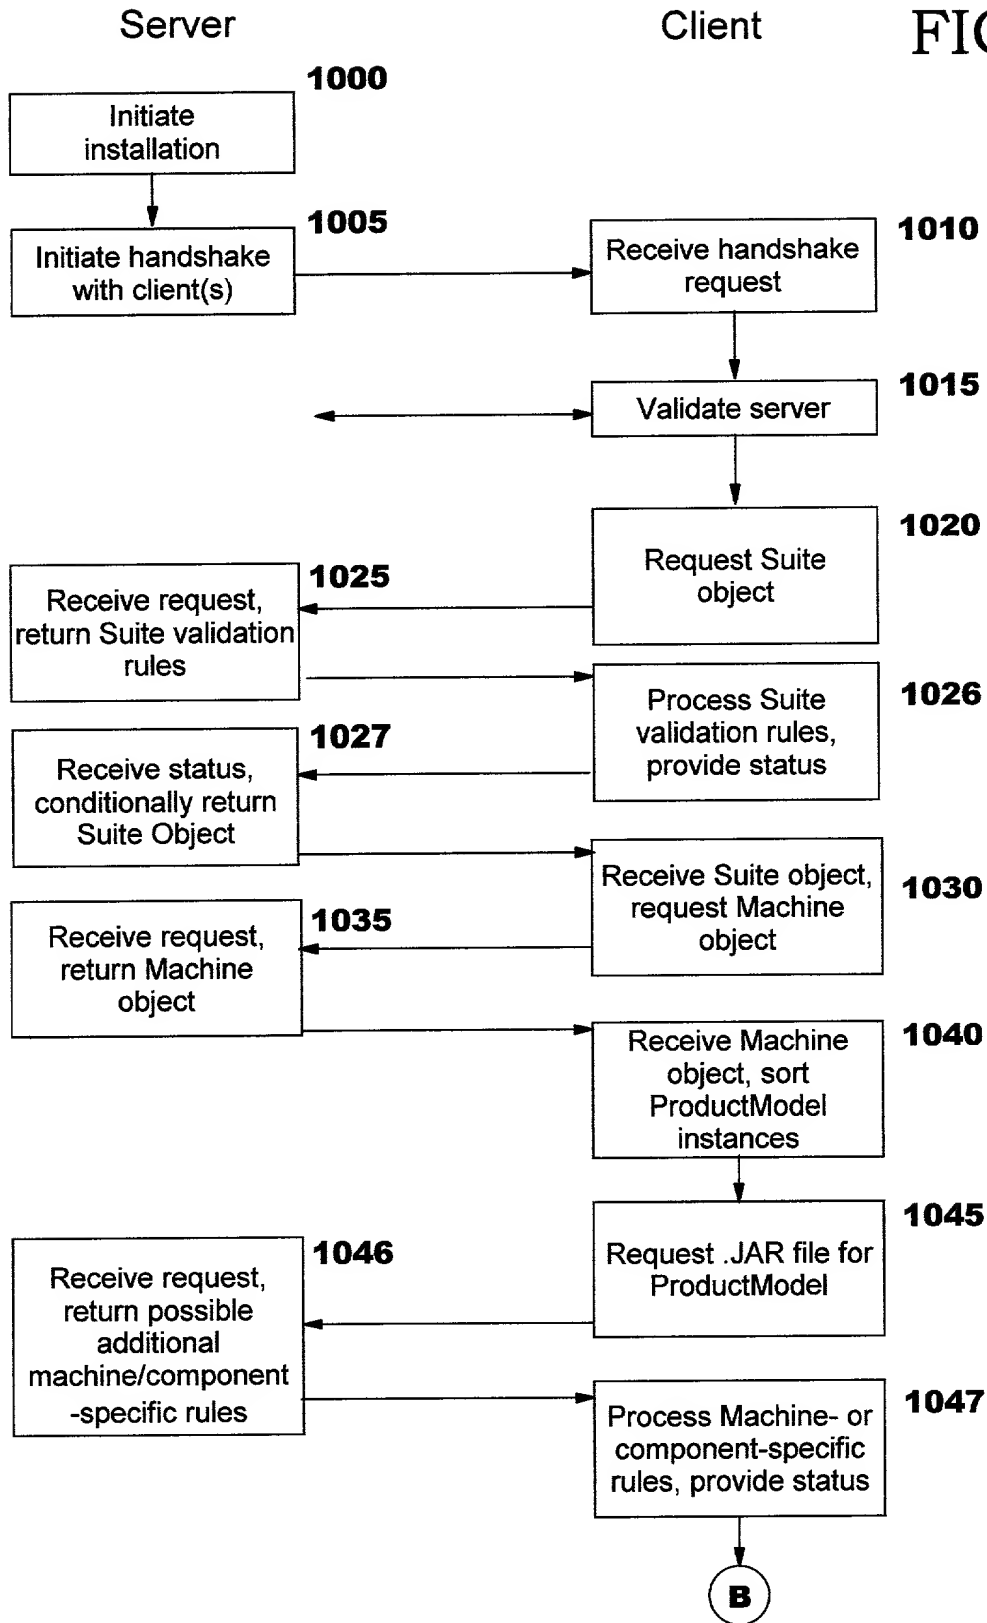 Server
Client
FIG
1000
Initiate
installation
1005
Initiate handshake
with client(s)
1010
Receive handshake
request
1015
Validate server
1020
Request Suite
object
1025
Receive request,
return Suite validation
rules
1026
Process Suite
validation rules,
provide status
1027
Receive status,
conditionally return
Suite Object
1030
Receive Suite object,
request Machine
object
1035
Receive request,
return Machine
object
1040
Receive Machine
object, sort
ProductModel
instances
1045
Request .JAR file for
ProductModel
1046
Receive request,
return possible
additional
machine/component
-specific rules
1047
Process Machine- or
component-specific
rules, provide status
B